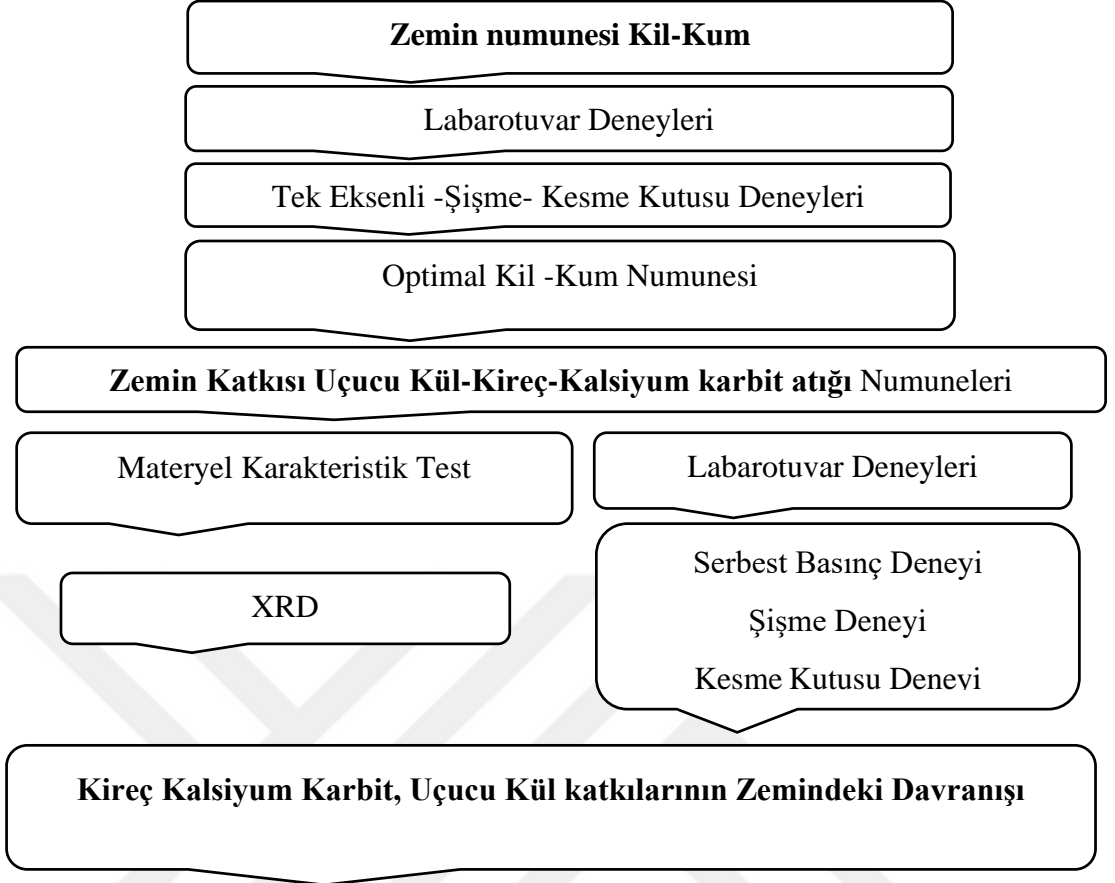 Zemin numunesi Kil-Kum
Labarotuvar Deneyleri
Tek Eksenli -Şişme- Kesme Kutusu Deneyleri
Optimal Kil -Kum Numunesi
Zemin Katkısı Uçucu Kül-Kireç-Kalsiyum karbit atığı Numuneleri
Materyel Karakteristik Test
Labarotuvar Deneyleri
XRD
Serbest Basınç Deneyi
Şişme Deneyi
Kesme Kutusu Deneyi
Kireç Kalsiyum Karbit, Uçucu Kül katkılarının Zemindeki Davranışı